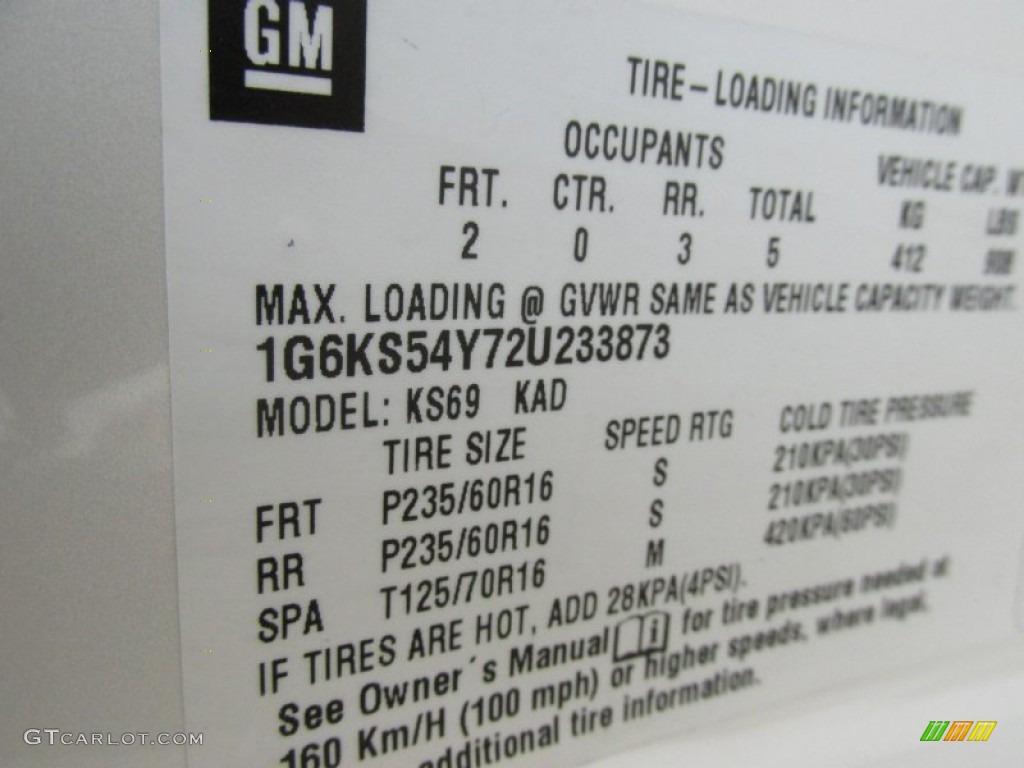 GM
TIRE – LOADING INFORMATION
OCCUPANTS VEHICLE CAP. WT
FRT. CTR. RR. TOTAL KG LBS
2 0 3 5 412 908
MAX. LOADING @ GVWR SAME AS VEHICLE CAPACITY WEIGHT.
1G6KS54Y72U233873
MODEL: KS69 KAD
TIRE SIZE SPEED RTG COLD TIRE PRESSURE
FRT P235/60R16 S 210KPA(30PSI)
RR P235/60R16 S 210KPA(30PSI)
SPA T125/70R16 M 420KPA(60PSI)
IF TIRES ARE HOT, ADD 28KPA(4PSI).
See Owner´s Manual for tire pressure needed at
160 Km/H (100 mph) or higher speeds, where legal,
additional tire information.
GTCARLOT.COM